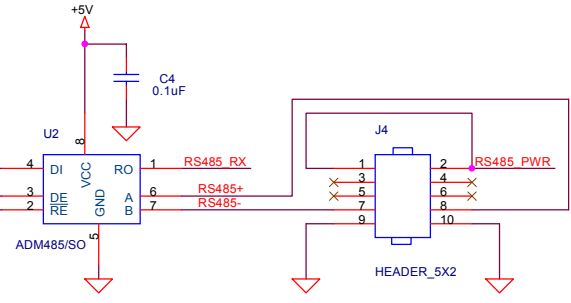 +5V
C4
0.1uF
U2
J4
8
4 DI VCC RO 1 RS485_RX
1 2 RS485_PWR
3 4
3 DE A 6 RS485+
5 6
2 RE GND B 7 RS485-
7 8
9 10
5
ADM485/SO
HEADER_5X2